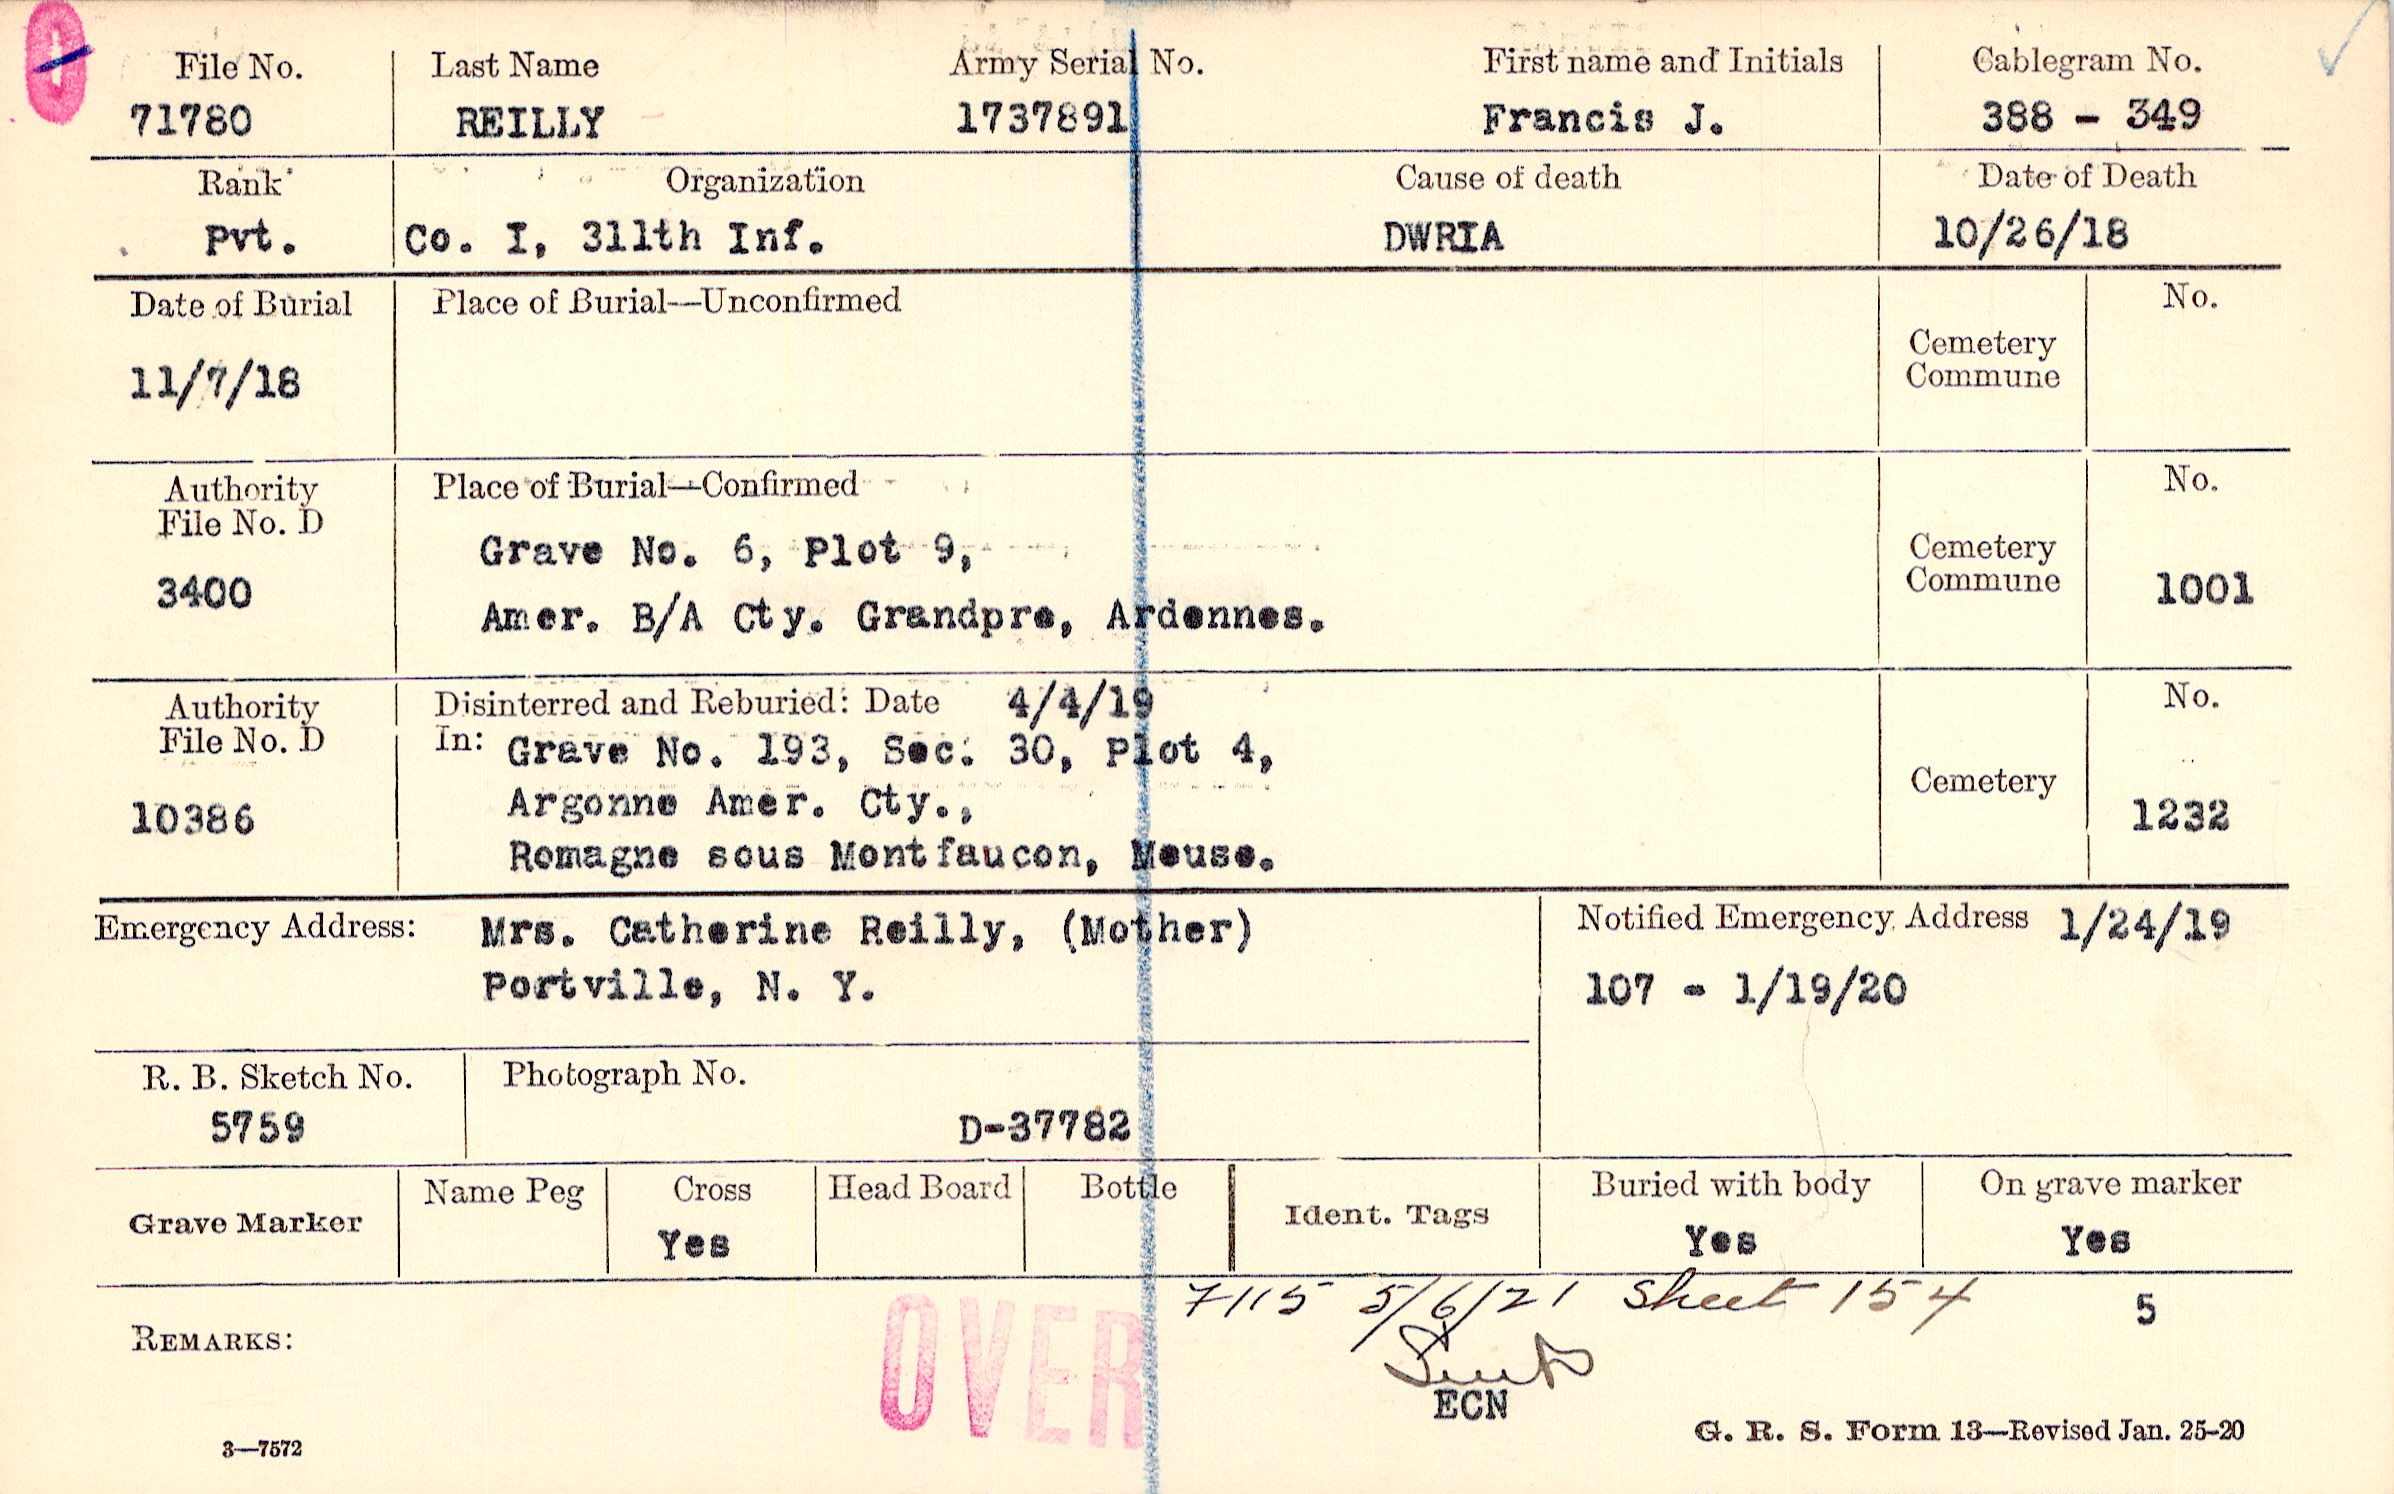 0
File No. Last Name Army Serial No. First name and Initials Cablegram No.
71780 REILLY 1737891 Francis J. 388 - 349
Rank Organization Cause of death Date of Death
Pvt. Co. I, 311th Inf. DWRIA 10/26/18
Date of Burial Place of Burial—Unconfirmed No.
Cemetery
Commune
11/7/18
Authority Place of Burial—Confirmed No.
File No. D
Grave No. 6, Plot 9, Cemetery
Commune
3400 1001
Amer. B/A Cty. Grandpre, Ardennes.
Authority Disinterred and Reburied: Date 4/4/19 No.
File No. D In: Grave No. 193, Sec. 30, Plot 4,
10386 Argonne Amer. Cty., Cemetery 1232
Romagne sous Montfaucon, Meuse.
Emergency Address: Mrs. Catherine Reilly, (Mother) Notified Emergency Address 1/24/19
Portville, N. Y. 107 - 1/19/20
R. B. Sketch No. Photograph No.
5759 D-37782
Grave Marker Name Peg Cross Head Board Bottle Ident. Tags Buried with body On grave marker
Yes Yes Yes
7115 5/6/21 Sheet 154 5
REMARKS: OVER
ECN
3—7572 G. R. S. Form 13—Revised Jan. 25-20